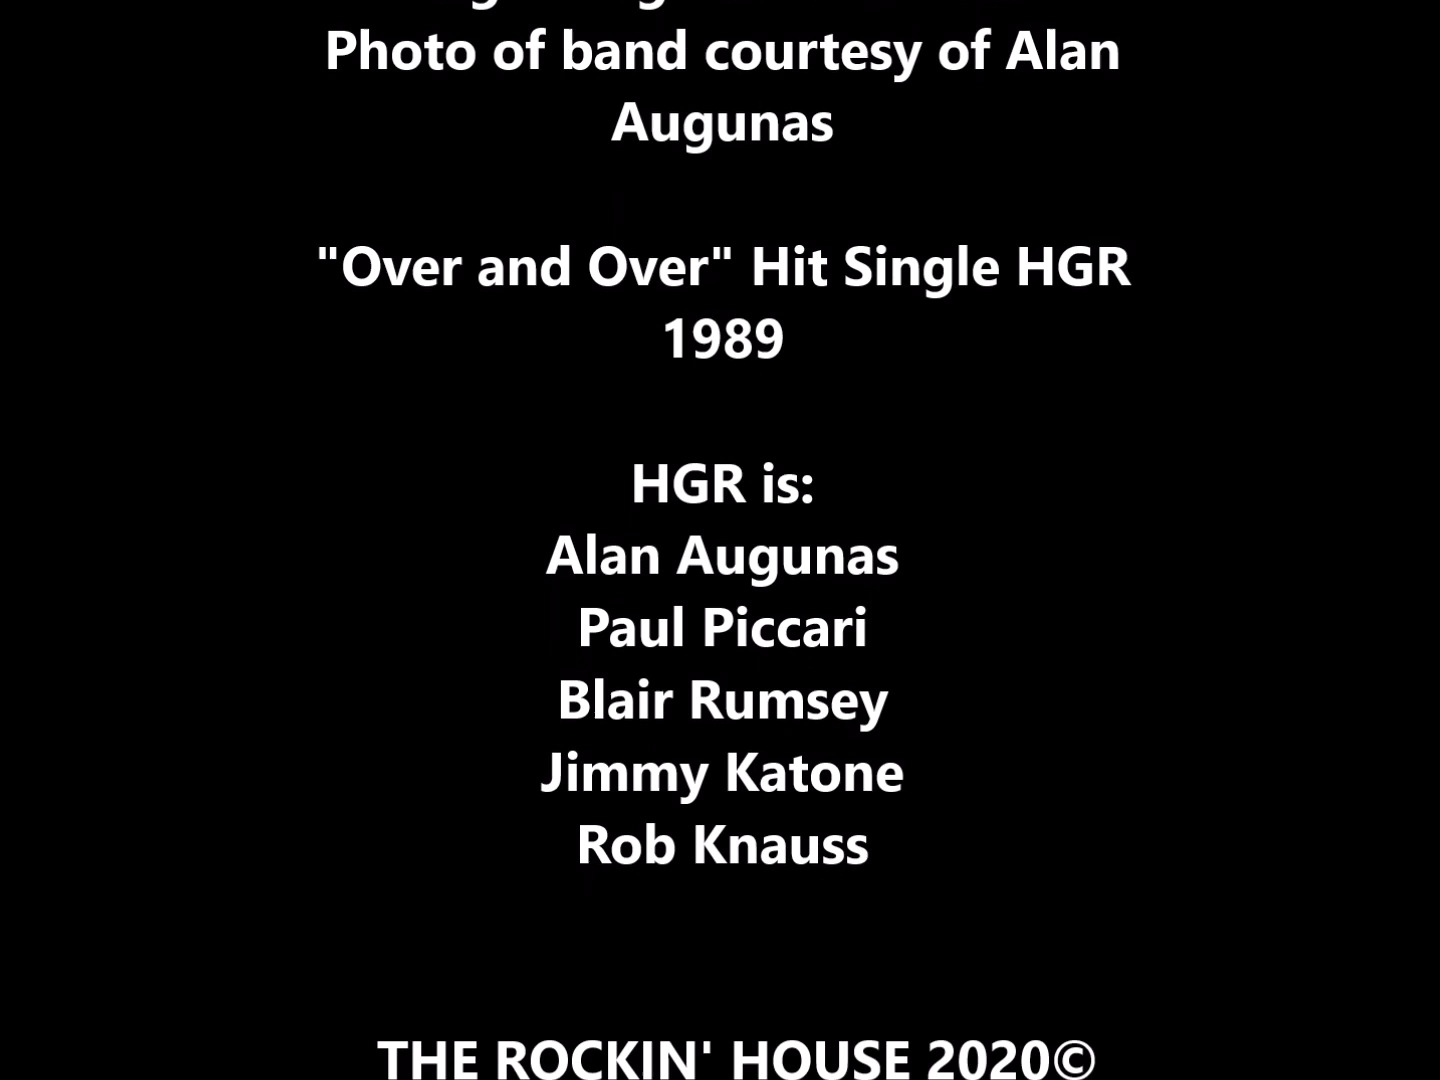 Photo of band courtesy of Alan
Augunas
"Over and Over" Hit Single HGR
1989
HGR is:
Alan Augunas
Paul Piccari
Blair Rumsey
Jimmy Katone
Rob Knauss
THE ROCKIN' HOUSE 2020©